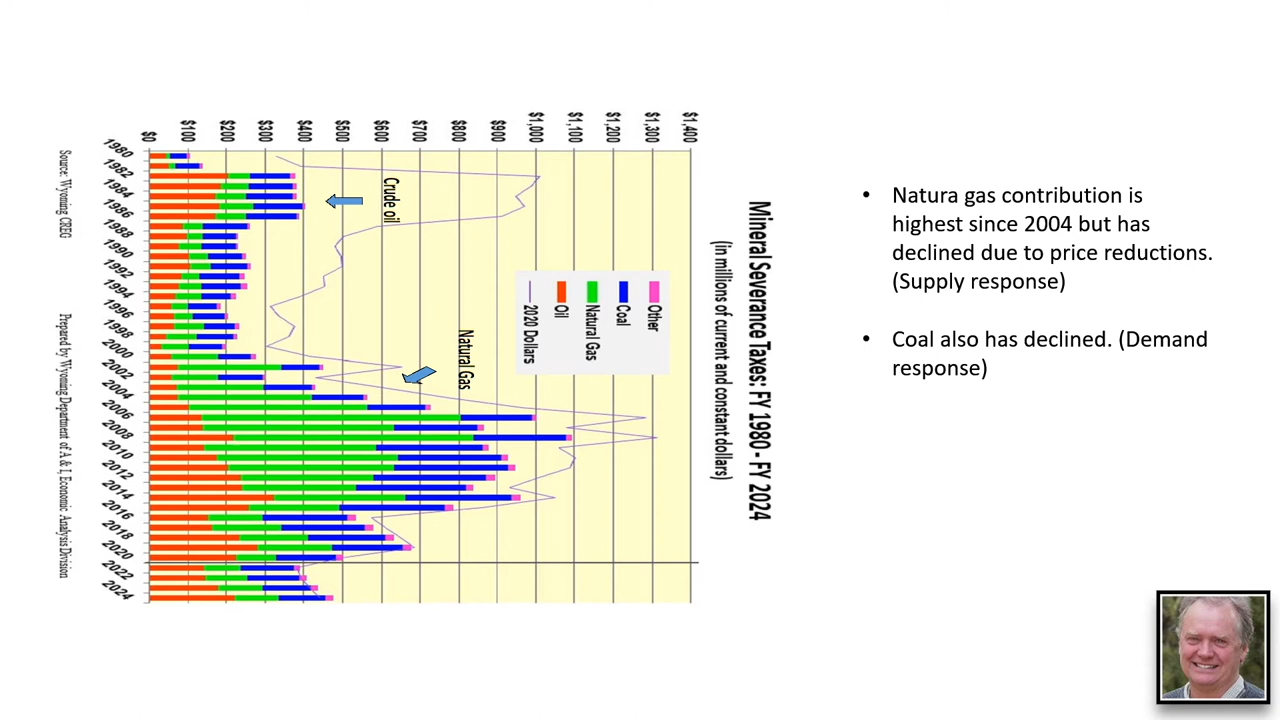 Mineral Severance Taxes: FY 1980 - FY 2024
(in millions of current and constant dollars)
$1,400
$1,300
$1,200
$1,100
$1,000
$900
$800
$700
$600
$500
$400
$300
$200
$100
$0
Other
Coal
Natural Gas
Oil
2020 Dollars
Crude oil
Natural Gas
1980
1982
1984
1986
1988
1990
1992
1994
1996
1998
2000
2002
2004
2006
2008
2010
2012
2014
2016
2018
2020
2022
2024
Source: Wyoming CREG
Prepared by Wyoming Department of A & I, Economic Analysis Division
• Natura gas contribution is
highest since 2004 but has
declined due to price reductions.
(Supply response)
• Coal also has declined. (Demand
response)